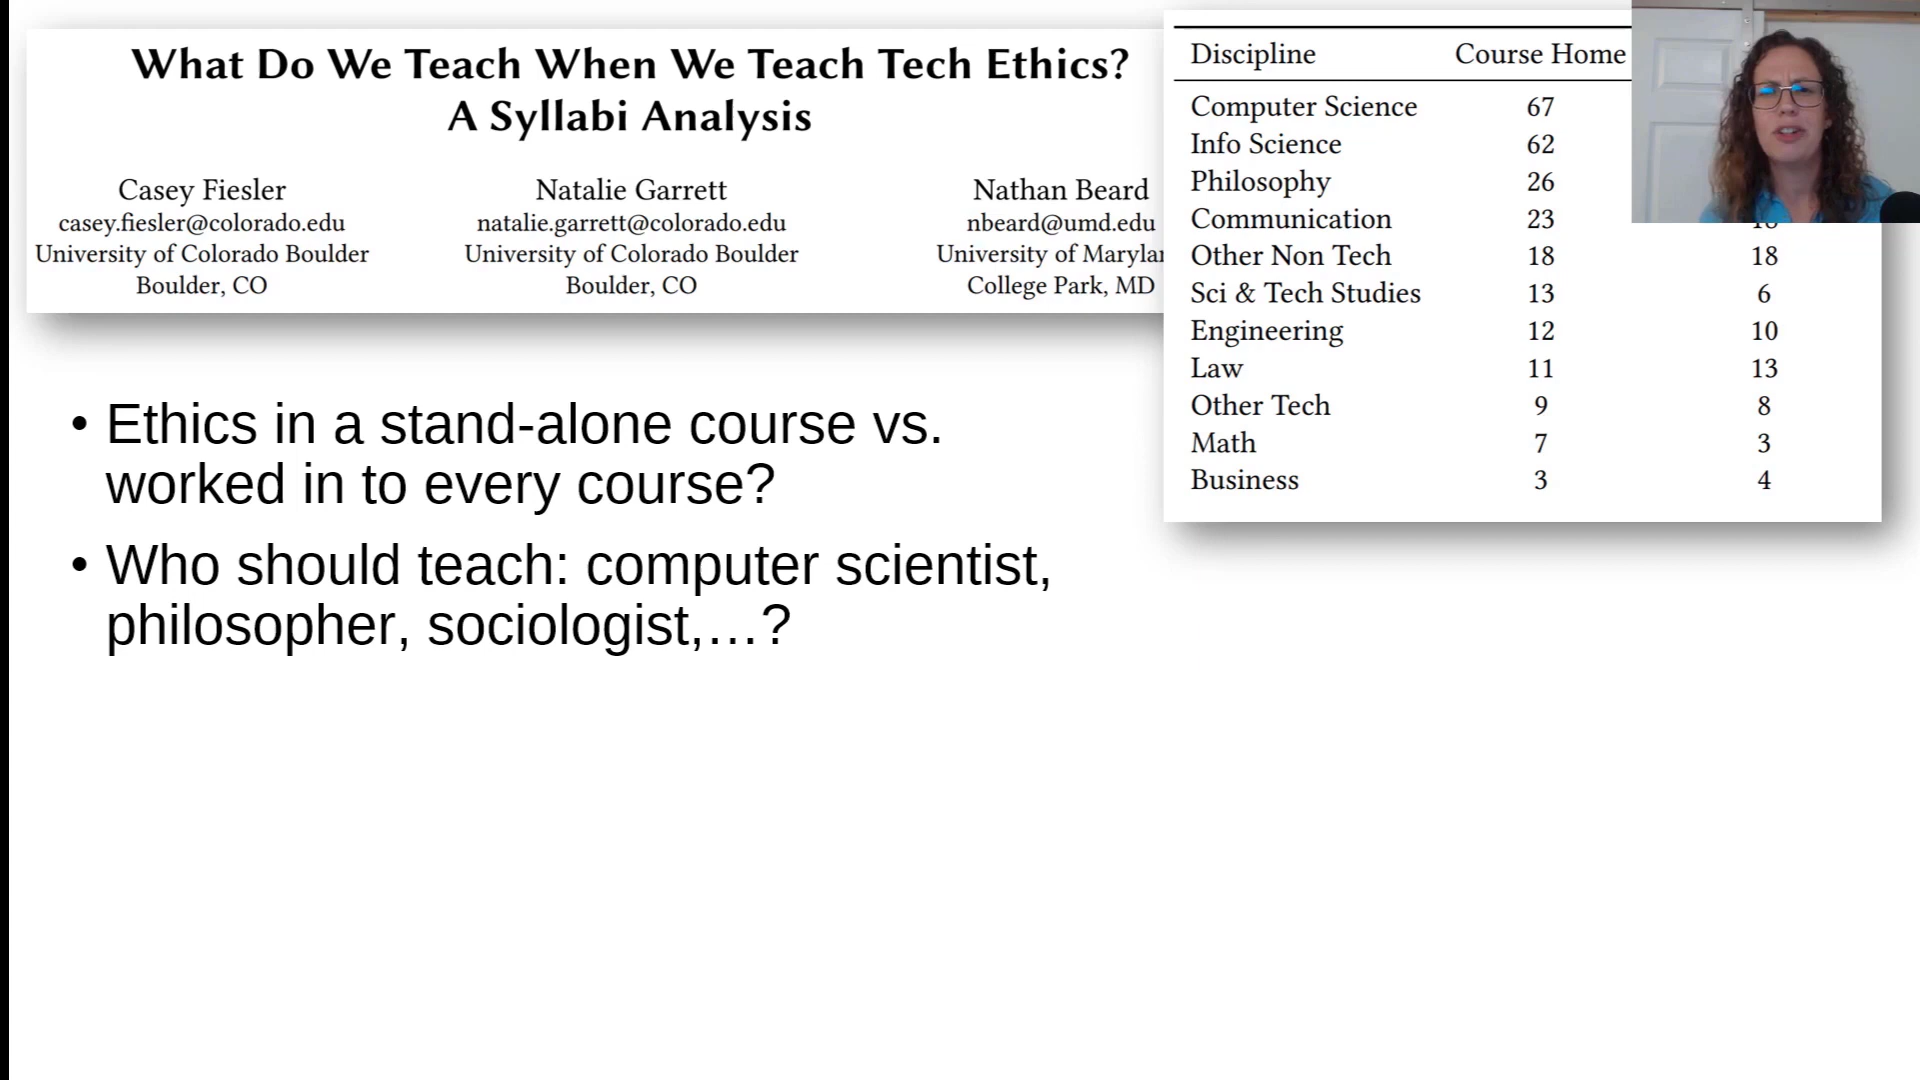 What Do We Teach When We Teach Tech Ethics?
A Syllabi Analysis
Casey Fiesler
casey.fiesler@colorado.edu
University of Colorado Boulder
Boulder, CO
Natalie Garrett
natalie.garrett@colorado.edu
University of Colorado Boulder
Boulder, CO
Nathan Beard
nbeard@umd.edu
University of
College Park, MD
Discipline Course Home
Computer Science 67
Info Science 62
Philosophy 26
Communication 23
Other Non Tech 18 18
Sci & Tech Studies 13 6
Engineering 12 10
Law 11 13
Other Tech 9 8
Math 7 3
Business 3 4
• Ethics in a stand-alone course vs.
worked in to every course?
• Who should teach: computer scientist,
philosopher, sociologist,…?